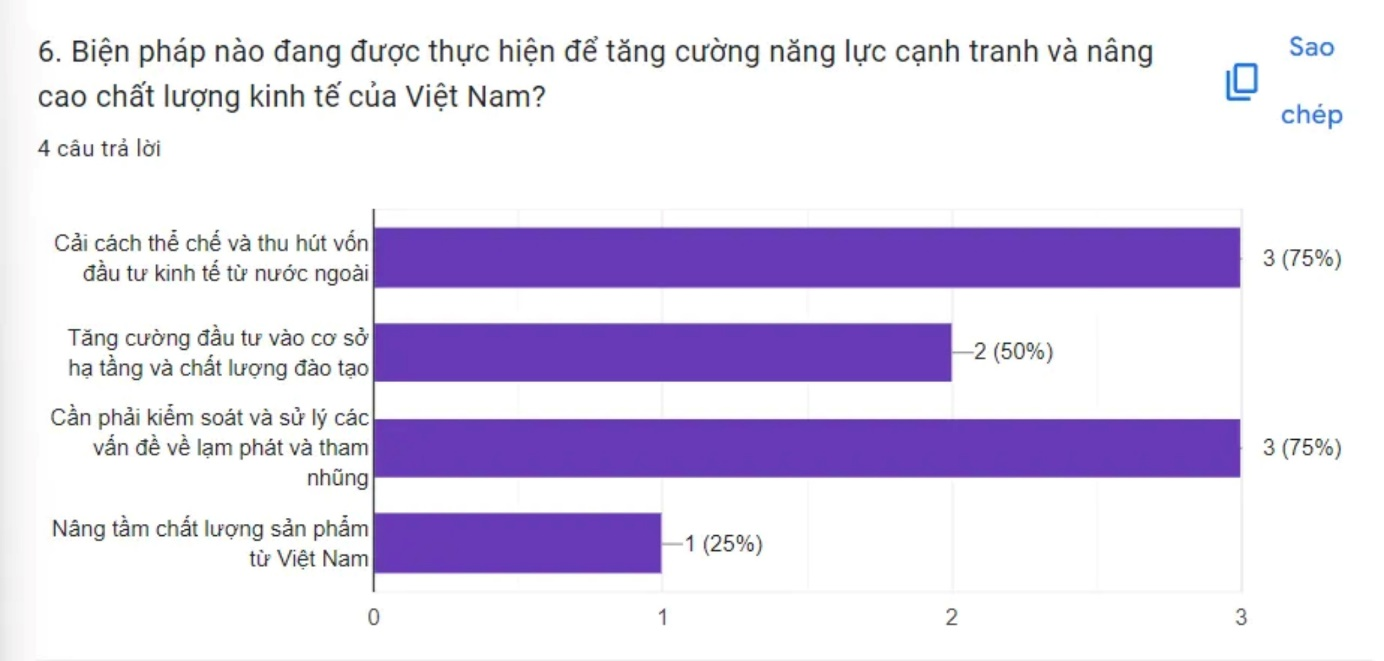 6. Biện pháp nào đang được thực hiện để tăng cường năng lực cạnh tranh và nâng
cao chất lượng kinh tế của Việt Nam?
Sao
chép
4 câu trả lời
Cải cách thể chế và thu hút vốn
đầu tư kinh tế từ nước ngoài
3 (75%)
Tăng cường đầu tư vào cơ sở
hạ tầng và chất lượng đào tạo
2 (50%)
Cần phải kiểm soát và sử lý các
vấn đề về lạm phát và tham
nhũng
3 (75%)
Nâng tầm chất lượng sản phẩm
từ Việt Nam
1 (25%)
0 1 2 3